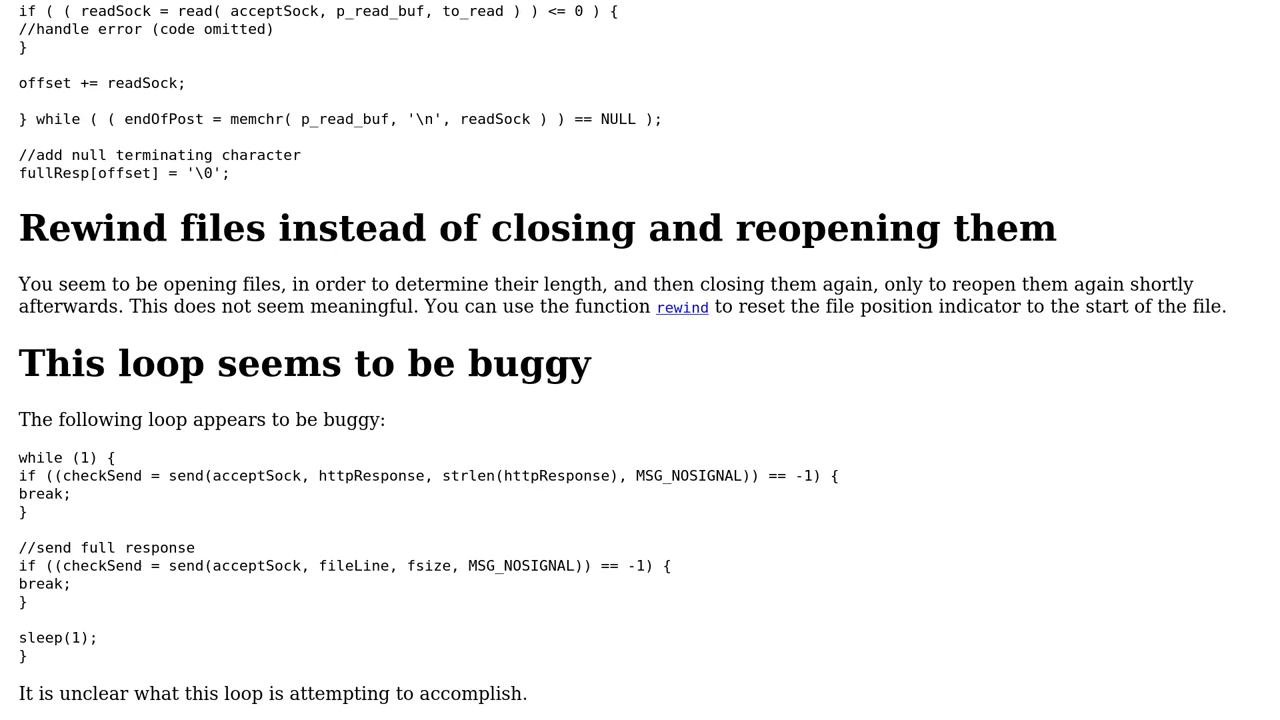 if ( ( readSock = read( acceptSock, p_read_buf, to_read ) ) <= 0 ) {
//handle error (code omitted)
}
offset += readSock;
} while ( ( endOfPost = memchr( p_read_buf, '\n', readSock ) ) == NULL );
//add null terminating character
fullResp[offset] = '\0';
Rewind files instead of closing and reopening them
You seem to be opening files, in order to determine their length, and then closing them again, only to reopen them again shortly
afterwards. This does not seem meaningful. You can use the function rewind to reset the file position indicator to the start of the file.
This loop seems to be buggy
The following loop appears to be buggy:
while (1) {
if ((checkSend = send(acceptSock, httpResponse, strlen(httpResponse), MSG_NOSIGNAL)) == -1) {
break;
}
//send full response
if ((checkSend = send(acceptSock, fileLine, fsize, MSG_NOSIGNAL)) == -1) {
break;
}
sleep(1);
}
It is unclear what this loop is attempting to accomplish.